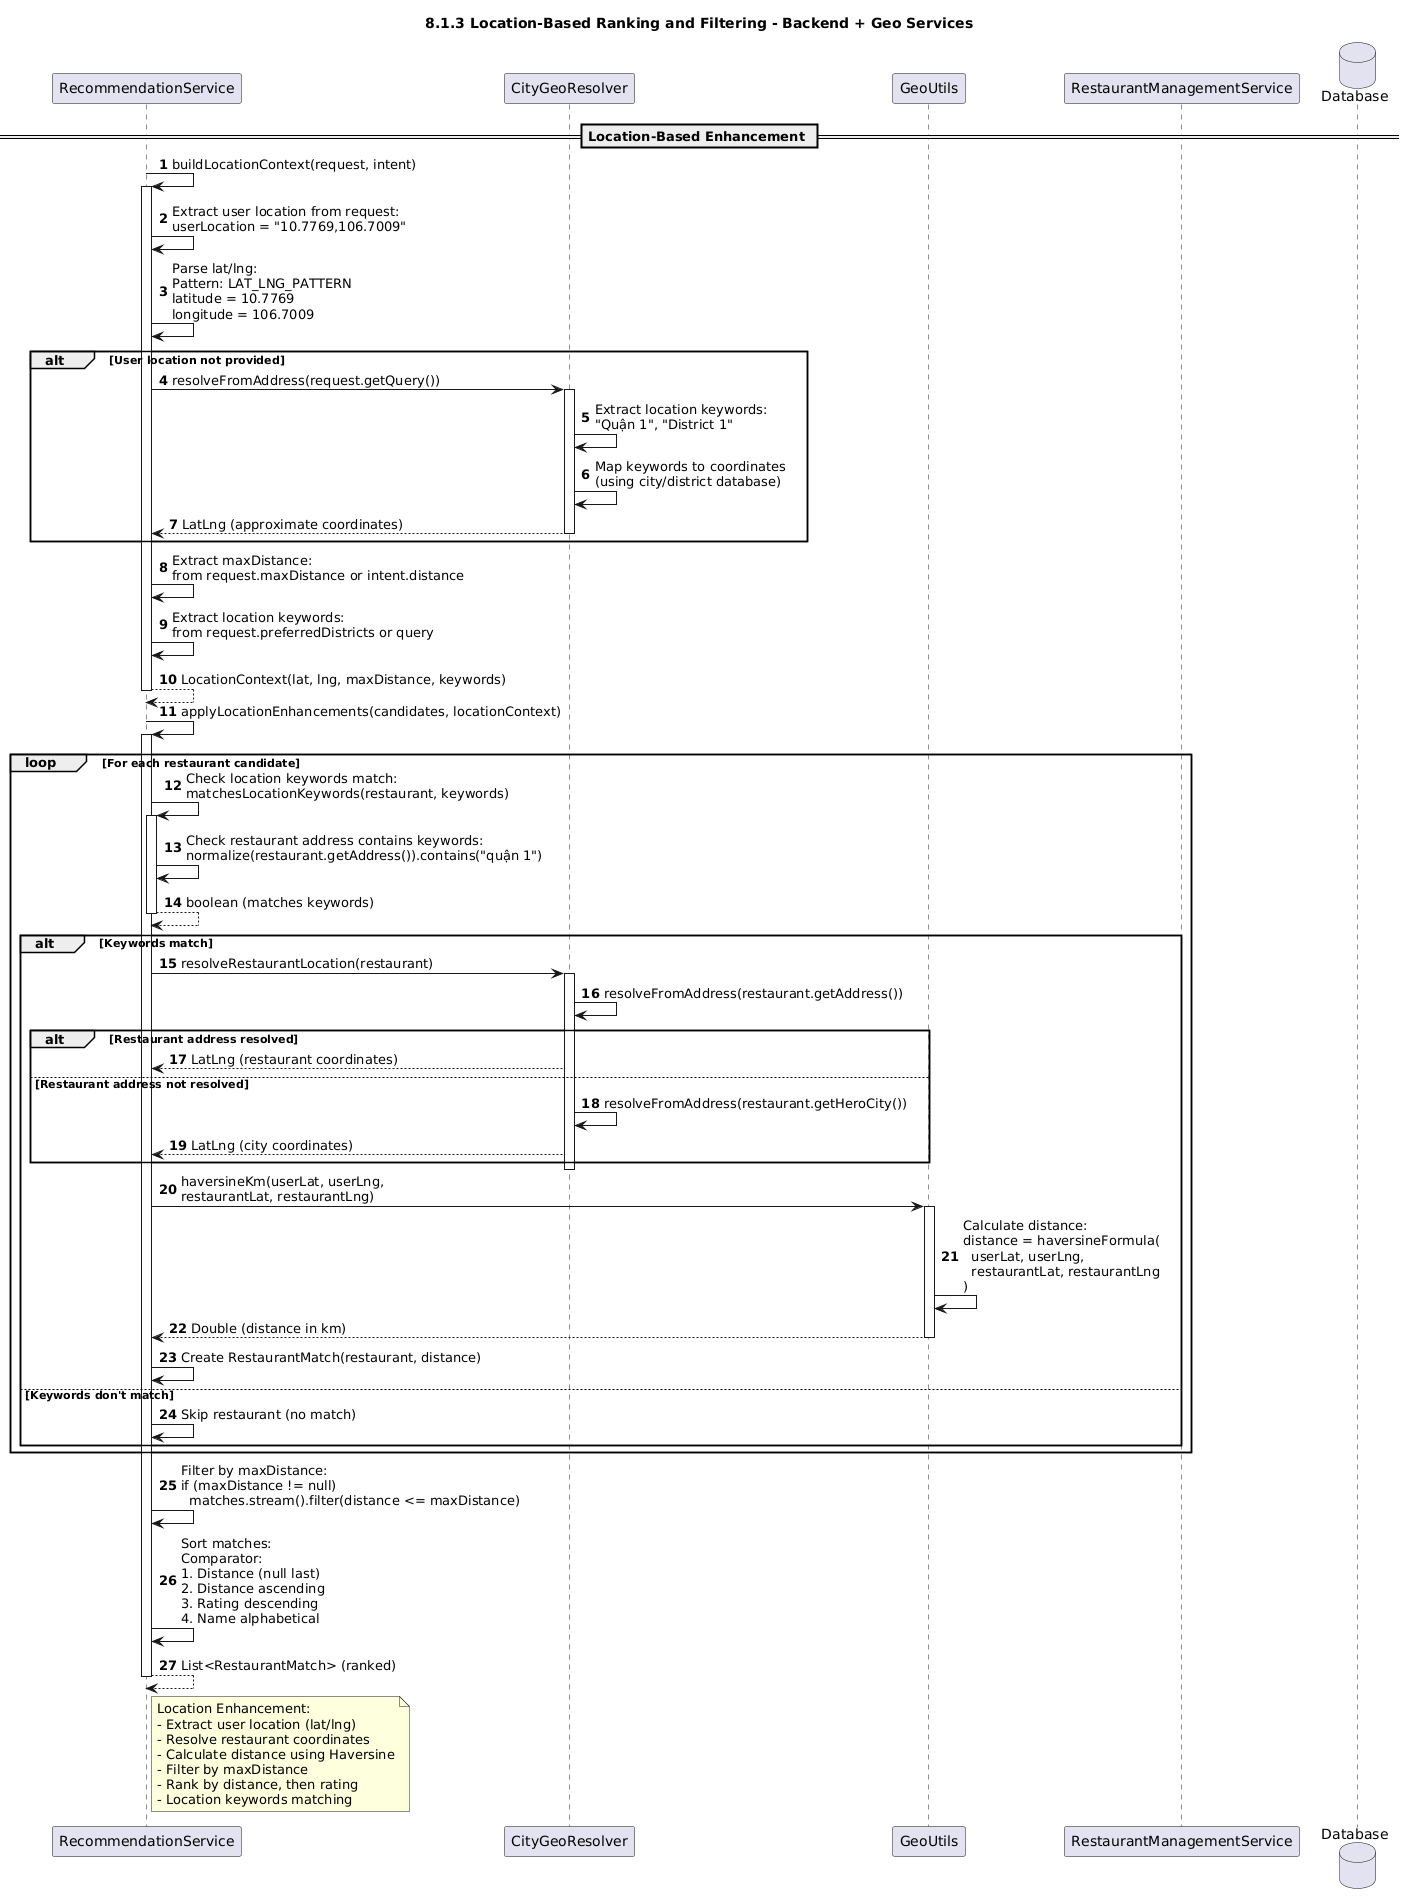 8.1.3 Location-Based Ranking and Filtering - Backend + Geo Services
RecommendationService
CityGeoResolver
GeoUtils
RestaurantManagementService
Database
Location-Based Enhancement
1 buildLocationContext(request, intent)
2 Extract user location from request:
userLocation = "10.7769,106.7009"
3 Parse lat/lng:
Pattern: LAT_LNG_PATTERN
latitude = 10.7769
longitude = 106.7009
alt [User location not provided]
4 resolveFromAddress(request.getQuery())
5 Extract location keywords:
"Quận 1", "District 1"
6 Map keywords to coordinates
(using city/district database)
7 LatLng (approximate coordinates)
8 Extract maxDistance:
from request.maxDistance or intent.distance
9 Extract location keywords:
from request.preferredDistricts or query
10 LocationContext(lat, lng, maxDistance, keywords)
11 applyLocationEnhancements(candidates, locationContext)
loop [For each restaurant candidate]
12 Check location keywords match:
matchesLocationKeywords(restaurant, keywords)
13 Check restaurant address contains keywords:
normalize(restaurant.getAddress()).contains("quận 1")
14 boolean (matches keywords)
alt [Keywords match]
15 resolveRestaurantLocation(restaurant)
16 resolveFromAddress(restaurant.getAddress())
alt [Restaurant address resolved]
17 LatLng (restaurant coordinates)
[Restaurant address not resolved]
18 resolveFromAddress(restaurant.getHeroCity())
19 LatLng (city coordinates)
20 haversineKm(userLat, userLng,
restaurantLat, restaurantLng)
21 Calculate distance:
distance = haversineFormula(
userLat, userLng,
restaurantLat, restaurantLng
)
22 Double (distance in km)
23 Create RestaurantMatch(restaurant, distance)
[Keywords don't match]
24 Skip restaurant (no match)
25 Filter by maxDistance:
if (maxDistance != null)
matches.stream().filter(distance <= maxDistance)
26 Sort matches:
Comparator:
1. Distance (null last)
2. Distance ascending
3. Rating descending
4. Name alphabetical
27 List<RestaurantMatch> (ranked)
Location Enhancement:
- Extract user location (lat/lng)
- Resolve restaurant coordinates
- Calculate distance using Haversine
- Filter by maxDistance
- Rank by distance, then rating
- Location keywords matching
RecommendationService
CityGeoResolver
GeoUtils
RestaurantManagementService
Database